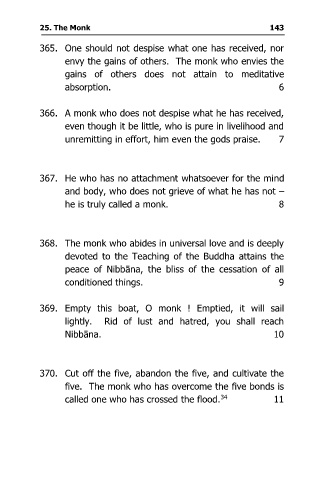 25. The Monk 143
365. One should not despise what one has received, nor
envy the gains of others. The monk who envies the
gains of others does not attain to meditative
absorption. 6
366. A monk who does not despise what he has received,
even though it be little, who is pure in livelihood and
unremitting in effort, him even the gods praise. 7
367. He who has no attachment whatsoever for the mind
and body, who does not grieve of what he has not –
he is truly called a monk. 8
368. The monk who abides in universal love and is deeply
devoted to the Teaching of the Buddha attains the
peace of Nibbāna, the bliss of the cessation of all
conditioned things. 9
369. Empty this boat, O monk ! Emptied, it will sail
lightly. Rid of lust and hatred, you shall reach
Nibbāna. 10
370. Cut off the five, abandon the five, and cultivate the
five. The monk who has overcome the five bonds is
called one who has crossed the flood.34 11